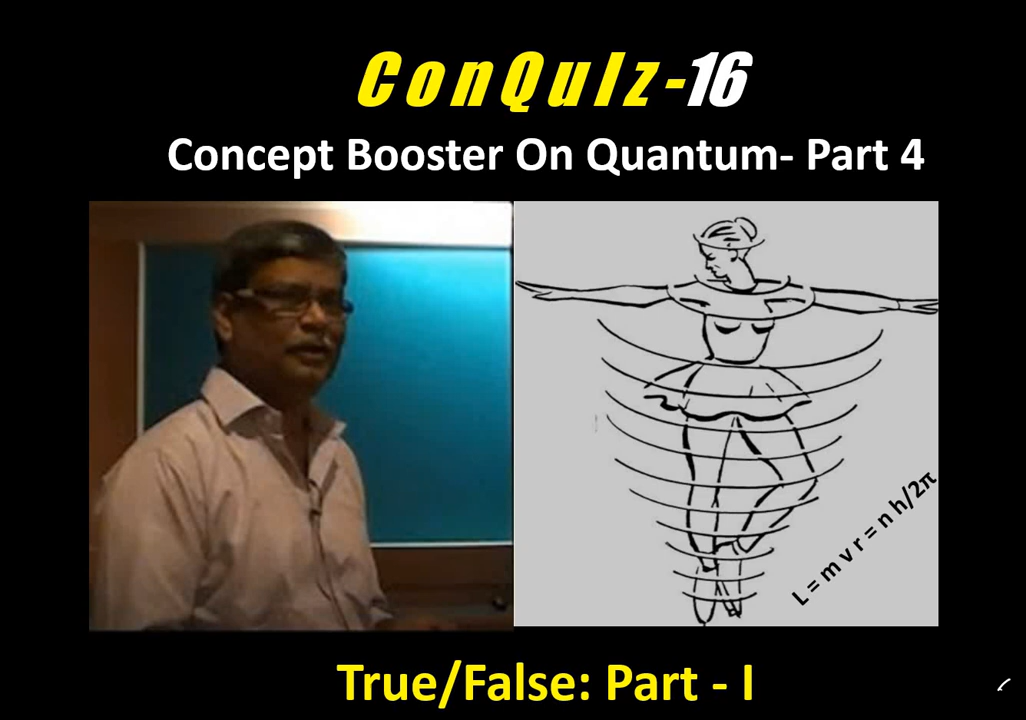 ConQuIz-16
Concept Booster On Quantum- Part 4
L = m v r = n h/2π
True/False: Part - I